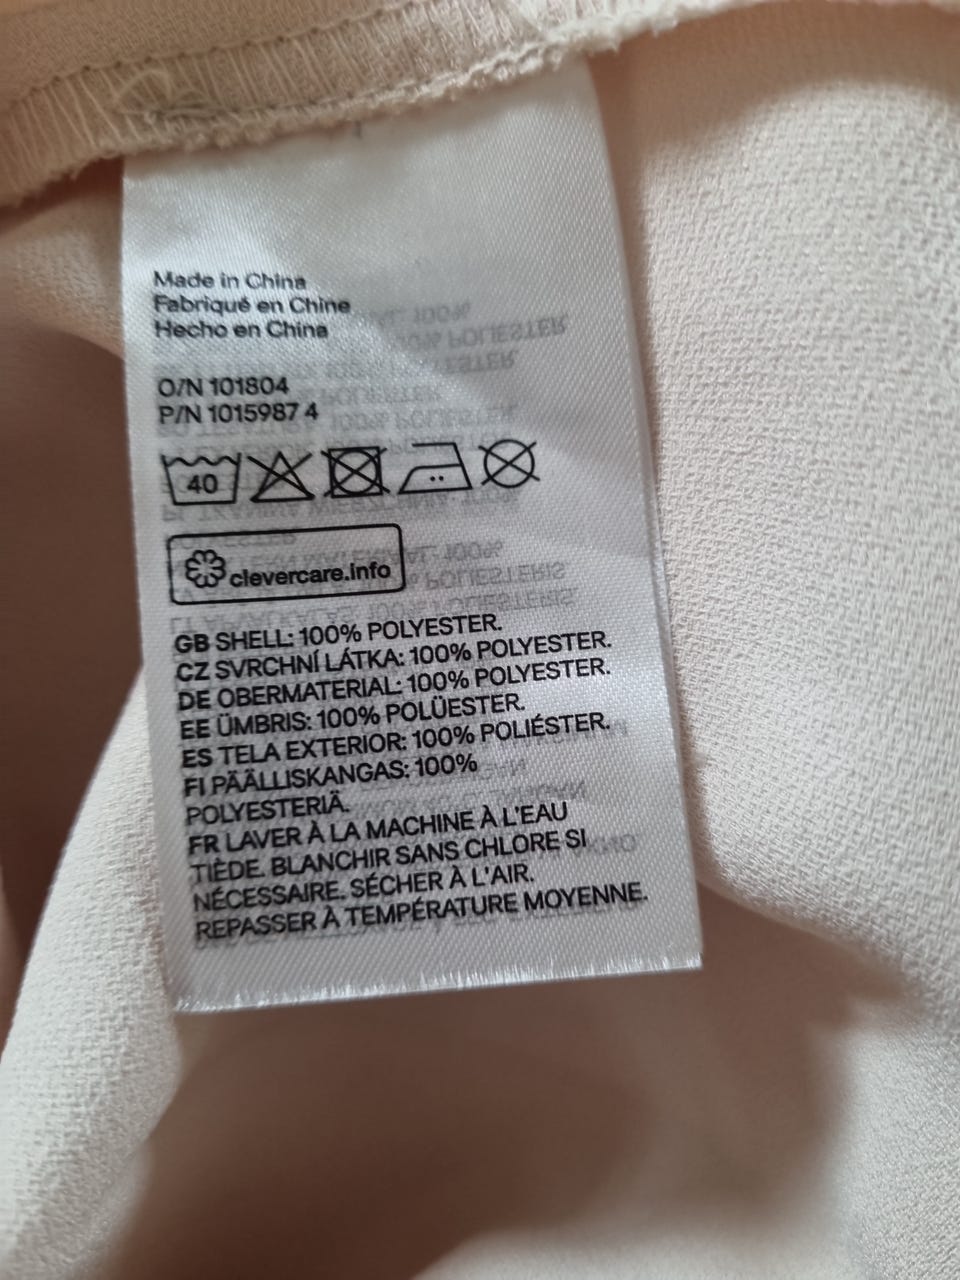 Made in China
Fabriqué en Chine
Hecho en China
O/N 101804
P/N 1015987 4
40
clevercare.info
GB SHELL: 100% POLYESTER.
CZ SVRCHNÍ LÁTKA: 100% POLYESTER.
DE OBERMATERIAL: 100% POLYESTER.
EE ÜMBRIS: 100% POLÜESTER.
ES TELA EXTERIOR: 100% POLIÉSTER.
FI PÄÄLLISKANGAS: 100%
POLYESTERIÄ.
FR LAVER À LA MACHINE À L'EAU
TIÈDE. BLANCHIR SANS CHLORE SI
NÉCESSAIRE. SÉCHER À L'AIR.
REPASSER À TEMPÉRATURE MOYENNE.